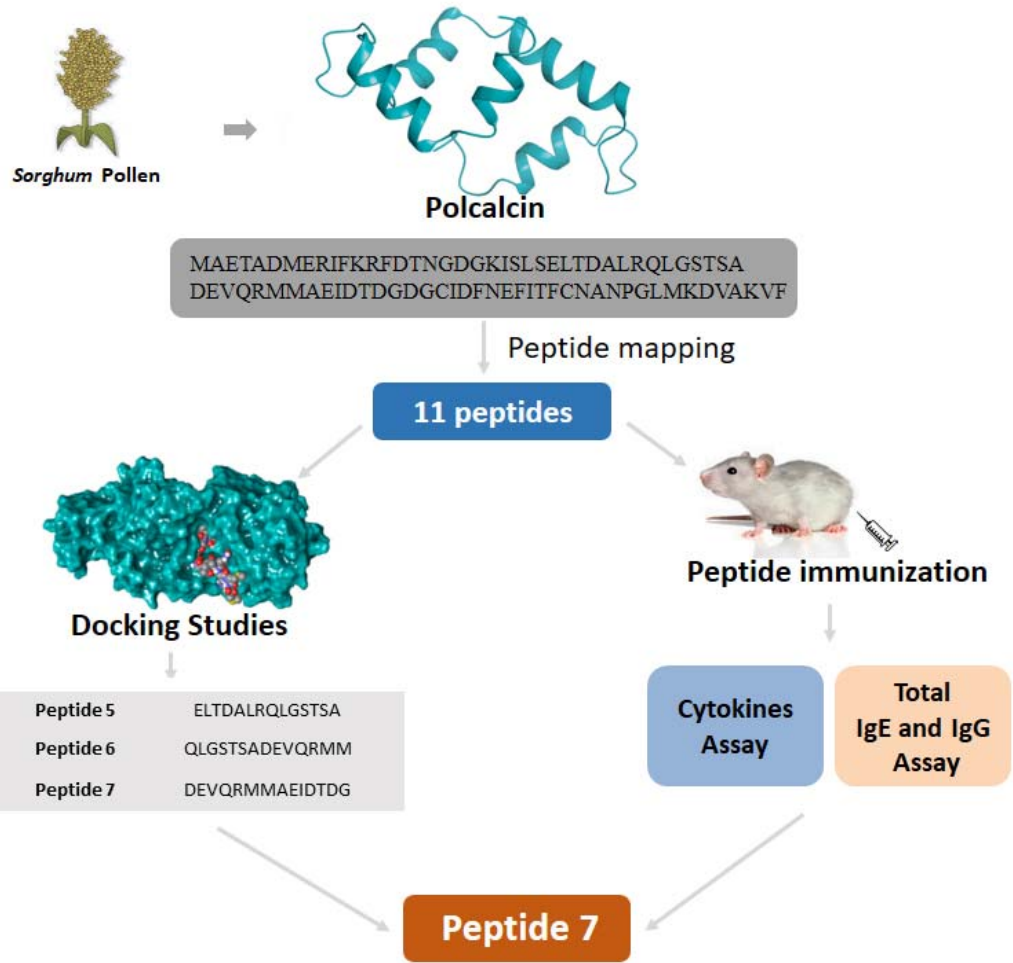 Sorghum Pollen
Polcalcin
MAETADMERIFKRFDTNGDGKISLSELTDALRQLGSTSA
DEVQRMMAEIDTDGDGCIDFNEFITFCNANPGLMKDVAKVF
Peptide mapping
11 peptides
Docking Studies
Peptide immunization
Peptide 5 ELTDALRQLGSTSA
Peptide 6 QLGSTSADEVQRMM
Peptide 7 DEVQRMMAEIDTDG
Cytokines
Assay
Total
IgE and IgG
Assay
Peptide 7